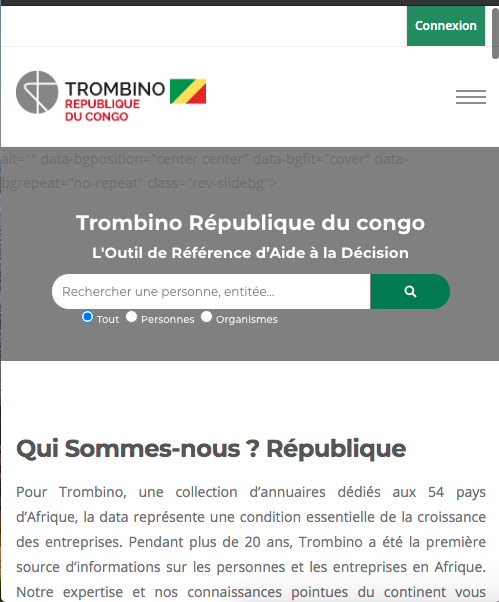 Connexion
TROMBINO
REPUBLIQUE
DU CONGO
alt="" data-bgposition="center center" data-bgfit="cover" data-
bgrepeat="no-repeat" class="rev-slidebg">
Trombino République du congo
L'Outil de Référence d’Aide à la Décision
Rechercher une personne, entitée...
Tout Personnes Organismes
Qui Sommes-nous ? République
Pour Trombino, une collection d’annuaires dédiés aux 54 pays
d’Afrique, la data représente une condition essentielle de la croissance
des entreprises. Pendant plus de 20 ans, Trombino a été la première
source d’informations sur les personnes et les entreprises en Afrique.
Notre expertise et nos connaissances pointues du continent vous